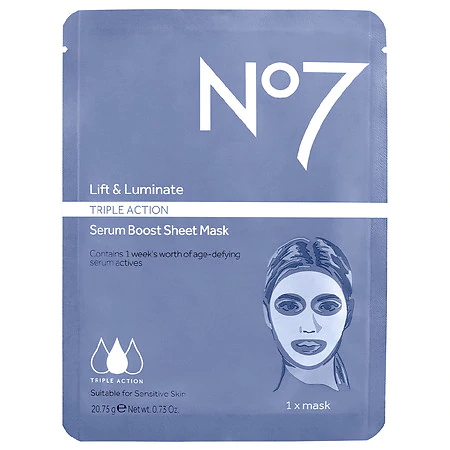 Nº7
Lift & Luminate
TRIPLE ACTION
Serum Boost Sheet Mask
Contains 1 week's worth of age-defying
serum actives
TRIPLE ACTION
Suitable for Sensitive Skin
20.75 g ℮ Net wt. 0.73 Oz.
1 x mask